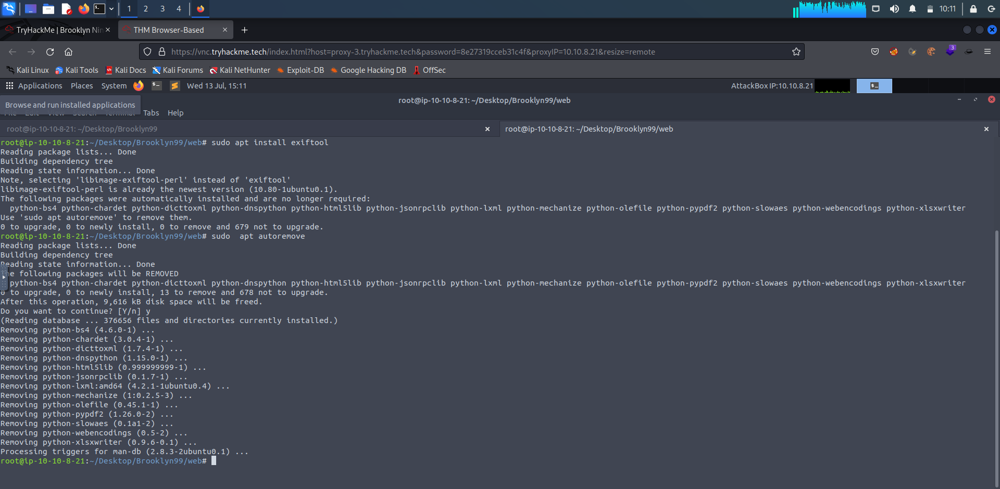 1 2 3 4 10:11
TryHackMe | Brooklyn Nin
THM Browser-Based
https://vnc.tryhackme.tech/index.html?host=proxy-3.tryhackme.tech&password=8e27319cceb31c4f&proxyIP=10.10.8.21&resize=remote
3
Kali Linux Kali Tools Kali Docs Kali Forums Kali NetHunter Exploit-DB Google Hacking DB OffSec
Applications Places System Wed 13 Jul, 15:11 AttackBox IP:10.10.8.21
root@ip-10-10-8-21: ~/Desktop/Brooklyn99/web
Browse and run installed applications
File Edit View Search Terminal Tabs Help
root@ip-10-10-8-21: ~/Desktop/Brooklyn99
root@ip-10-10-8-21: ~/Desktop/Brooklyn99/web
root@ip-10-10-8-21:~/Desktop/Brooklyn99/web# sudo apt install exiftool
Reading package lists... Done
Building dependency tree
Reading state information... Done
Note, selecting 'libimage-exiftool-perl' instead of 'exiftool'
libimage-exiftool-perl is already the newest version (10.80-1ubuntu0.1).
The following packages were automatically installed and are no longer required:
  python-bs4 python-chardet python-dicttoxml python-dnspython python-html5lib python-jsonrpclib python-lxml python-mechanize python-olefile python-pypdf2 python-slowaes python-webencodings python-xlsxwriter
Use 'sudo apt autoremove' to remove them.
0 to upgrade, 0 to newly install, 0 to remove and 679 not to upgrade.
root@ip-10-10-8-21:~/Desktop/Brooklyn99/web# sudo  apt autoremove
Reading package lists... Done
Building dependency tree
Reading state information... Done
The following packages will be REMOVED
  python-bs4 python-chardet python-dicttoxml python-dnspython python-html5lib python-jsonrpclib python-lxml python-mechanize python-olefile python-pypdf2 python-slowaes python-webencodings python-xlsxwriter
0 to upgrade, 0 to newly install, 13 to remove and 678 not to upgrade.
After this operation, 9,616 kB disk space will be freed.
Do you want to continue? [Y/n] y
(Reading database ... 376656 files and directories currently installed.)
Removing python-bs4 (4.6.0-1) ...
Removing python-chardet (3.0.4-1) ...
Removing python-dicttoxml (1.7.4-1) ...
Removing python-dnspython (1.15.0-1) ...
Removing python-html5lib (0.999999999-1) ...
Removing python-jsonrpclib (0.1.7-1) ...
Removing python-lxml:amd64 (4.2.1-1ubuntu0.4) ...
Removing python-mechanize (1:0.2.5-3) ...
Removing python-olefile (0.45.1-1) ...
Removing python-pypdf2 (1.26.0-2) ...
Removing python-slowaes (0.1a1-2) ...
Removing python-webencodings (0.5-2) ...
Removing python-xlsxwriter (0.9.6-0.1) ...
Processing triggers for man-db (2.8.3-2ubuntu0.1) ...
root@ip-10-10-8-21:~/Desktop/Brooklyn99/web#